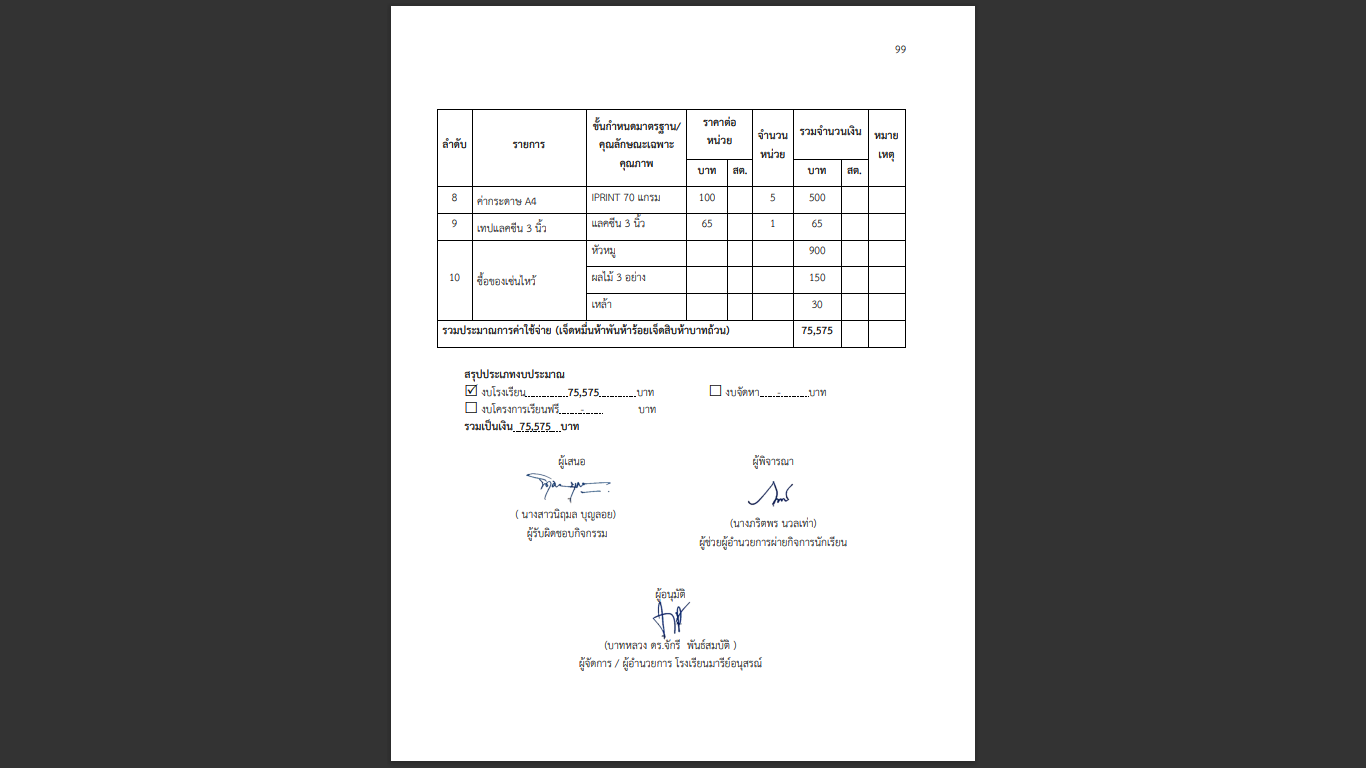 99
ลำดับ รายการ ชั้นกำหนดมาตรฐาน/ คุณลักษณะเฉพาะ คุณภาพ ราคาต่อ หน่วย จำนวน หน่วย รวมจำนวนเงิน หมาย เหตุ
บาท สต. บาท สต.
8 ค่ากระดาษ A4 IPRINT 70 แกรม 100 5 500
9 เทปแลคซีน 3 นิ้ว แลคซีน 3 นิ้ว 65 1 65
10 ซื้อของเซ่นไหว้ หัวหมู 900
ผลไม้ 3 อย่าง 150
เหล้า 30
รวมประมาณการค่าใช้จ่าย (เจ็ดหมื่นห้าพันห้าร้อยเจ็ดสิบห้าบาทถ้วน) 75,575
สรุปประเภทงบประมาณ
☑ งบโรงเรียน.............75,575.............บาท ☐ งบจัดหา......-..........บาท
☐ งบโครงการเรียนฟรี.......-...... บาท
รวมเป็นเงิน..75,575...บาท
ผู้เสนอ ผู้พิจารณา
( นางสาวนิฤมล บุญลอย) (นางภริตพร นวลเท่า)
ผู้รับผิดชอบกิจกรรม ผู้ช่วยผู้อำนวยการฝ่ายกิจการนักเรียน
ผู้อนุมัติ
(บาทหลวง ดร.จักรี พันธ์สมบัติ )
ผู้จัดการ / ผู้อำนวยการ โรงเรียนมารีย์อนุสรณ์